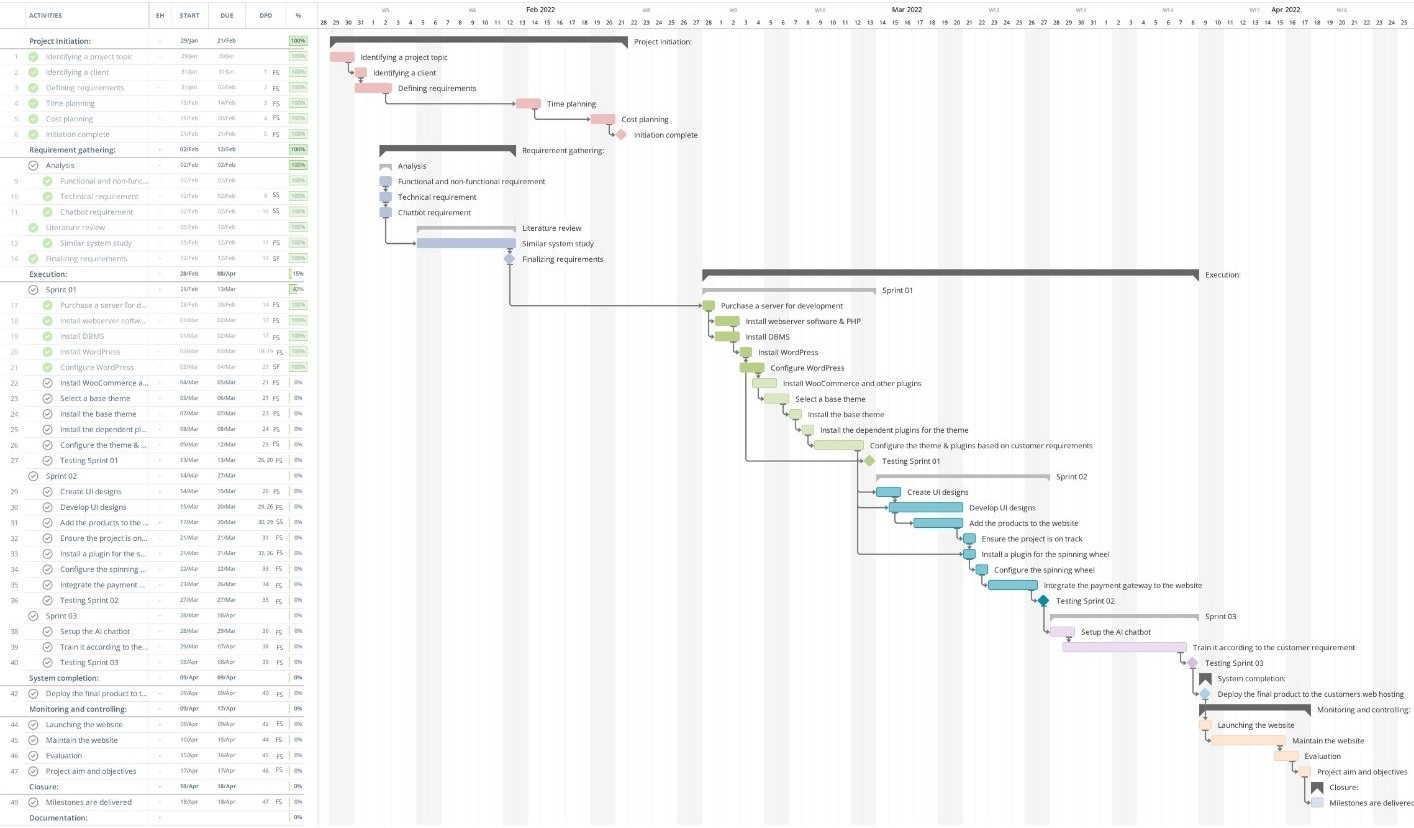 W5 Feb 2022 W8 W9 W10 Mar 2022 W12 W13 W14 W15 Apr 2022 W16
ACTIVITIES EH START DUE DPD %
28 29 30 31 1 2 3 4 5 6 7 8 9 10 11 12 13 14 15 16 17 18 19 20 21 22 23 24 25 26 27 28 1 2 3 4 5 6 7 8 9 10 11 12 13 14 15 16 17 18 19 20 21 22 23 24 25 26 27 28 29 30 31 1 2 3 4 5 6 7 8 9 10 11 12 13 14 15 16 17 18 19 20 21 22 23 24 25
Project Initiation: - 29/Jan 21/Feb 100% Project Initiation:
1 Identifying a project topic - 29/Jan 30/Jan 100% Identifying a project topic
2 Identifying a client - 31/Jan 31/Jan 1 FS 100% Identifying a client
3 Defining requirements - 31/Jan 02/Feb 2 FS 100% Defining requirements
4 Time planning - 13/Feb 14/Feb 3 FS 100% Time planning
5 Cost planning - 19/Feb 20/Feb 4 FS 100% Cost planning
6 Initiation complete - 21/Feb 21/Feb 5 FS 100% Initiation complete
Requirement gathering: - 02/Feb 12/Feb 100% Requirement gathering:
Analysis - 02/Feb 02/Feb 100% Analysis
9 Functional and non-func... - 02/Feb 02/Feb 100% Functional and non-functional requirement
10 Technical requirement - 02/Feb 02/Feb 9 SS 100% Technical requirement
11 Chatbot requirement - 02/Feb 02/Feb 10 SS 100% Chatbot requirement
Literature review - 05/Feb 12/Feb 100% Literature review
13 Similar system study - 05/Feb 12/Feb 11 FS 100% Similar system study
14 Finalizing requirements - 12/Feb 12/Feb 13 SF 100% Finalizing requirements
Execution: - 28/Feb 08/Apr 15% Execution:
Sprint 01 - 28/Feb 13/Mar 42% Sprint 01
17 Purchase a server for d... - 28/Feb 28/Feb 14 FS 100% Purchase a server for development
18 Install webserver softw... - 01/Mar 02/Mar 17 FS 100% Install webserver software & PHP
19 Install DBMS - 01/Mar 02/Mar 17 FS 100% Install DBMS
20 Install WordPress - 03/Mar 03/Mar 18, 19 FS 100% Install WordPress
21 Configure WordPress - 03/Mar 04/Mar 20 SF 100% Configure WordPress
22 Install WooCommerce a... - 04/Mar 05/Mar 21 FS 0% Install WooCommerce and other plugins
23 Select a base theme - 05/Mar 06/Mar 21 FS 0% Select a base theme
24 Install the base theme - 07/Mar 07/Mar 23 FS 0% Install the base theme
25 Install the dependent pl... - 08/Mar 08/Mar 24 FS 0% Install the dependent plugins for the theme
26 Configure the theme & ... - 09/Mar 12/Mar 25 FS 0% Configure the theme & plugins based on customer requirements
27 Testing Sprint 01 - 13/Mar 13/Mar 26, 20 FS 0% Testing Sprint 01
Sprint 02 - 14/Mar 27/Mar 0% Sprint 02
29 Create UI designs - 14/Mar 15/Mar 26 FS 0% Create UI designs
30 Develop UI designs - 15/Mar 20/Mar 29, 26 FS 0% Develop UI designs
31 Add the products to the ... - 17/Mar 20/Mar 30, 29 SS 0% Add the products to the website
32 Ensure the project is on... - 21/Mar 21/Mar 31 FS 0% Ensure the project is on track
33 Install a plugin for the s... - 21/Mar 21/Mar 32, 26 FS 0% Install a plugin for the spinning wheel
34 Configure the spinning ... - 22/Mar 22/Mar 33 FS 0% Configure the spinning wheel
35 Integrate the payment ... - 23/Mar 26/Mar 34 FS 0% Integrate the payment gateway to the website
36 Testing Sprint 02 - 27/Mar 27/Mar 35 FS 0% Testing Sprint 02
Sprint 03 - 28/Mar 08/Apr 0% Sprint 03
38 Setup the AI chatbot - 28/Mar 29/Mar 36 FS 0% Setup the AI chatbot
39 Train it according to the... - 29/Mar 07/Apr 38 FS 0% Train it according to the customer requirement
40 Testing Sprint 03 - 08/Apr 08/Apr 39 FS 0% Testing Sprint 03
System completion: - 09/Apr 09/Apr 0% System completion:
42 Deploy the final product to t... - 09/Apr 09/Apr 40 FS 0% Deploy the final product to the customers web hosting
Monitoring and controlling: - 09/Apr 17/Apr 0% Monitoring and controlling:
44 Launching the website - 09/Apr 09/Apr 42 FS 0% Launching the website
45 Maintain the website - 10/Apr 15/Apr 44 FS 0% Maintain the website
46 Evaluation - 15/Apr 16/Apr 45 FS 0% Evaluation
47 Project aim and objectives - 17/Apr 17/Apr 46 FS 0% Project aim and objectives
Closure: - 18/Apr 18/Apr 0% Closure:
49 Milestones are delivered - 18/Apr 18/Apr 47 FS 0% Milestones are delivered
Documentation: - 0%